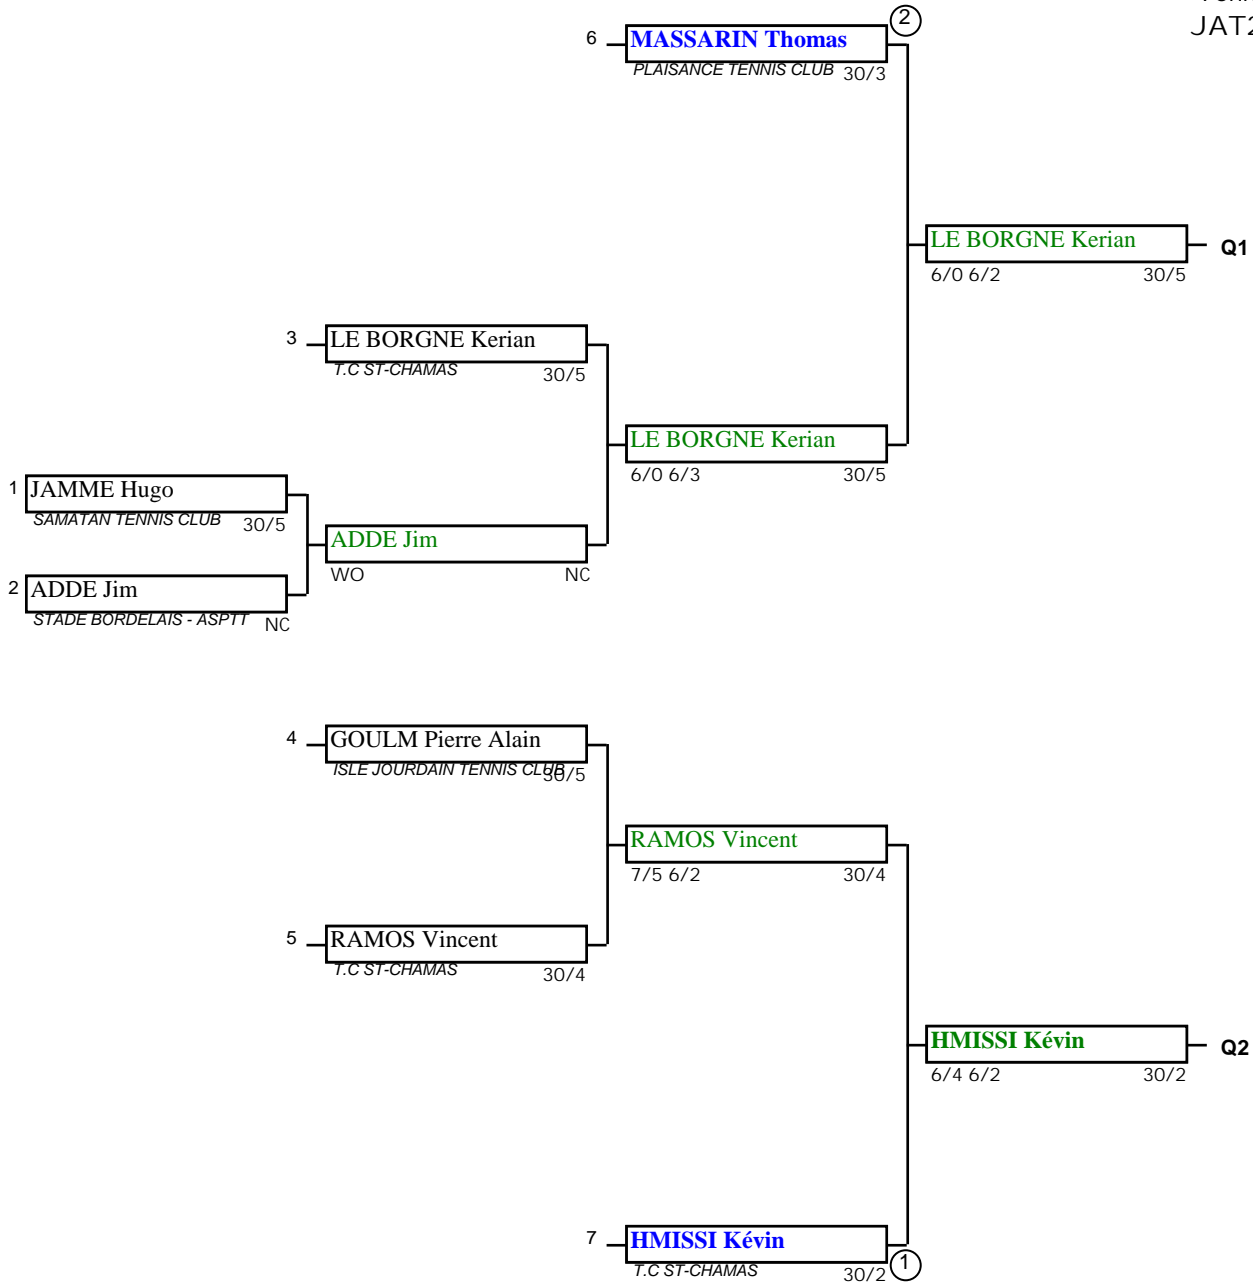 JAT2
2
6 MASSARIN Thomas
PLAISANCE TENNIS CLUB 30/3
LE BORGNE Kerian Q1
6/0 6/2 30/5
3 LE BORGNE Kerian
T.C ST-CHAMAS 30/5
LE BORGNE Kerian
6/0 6/3 30/5
1 JAMME Hugo
SAMATAN TENNIS CLUB 30/5
ADDE Jim
WO NC
2 ADDE Jim
STADE BORDELAIS - ASPTT NC
4 GOULM Pierre Alain
ISLE JOURDAIN TENNIS CLUB 30/5
RAMOS Vincent
7/5 6/2 30/4
5 RAMOS Vincent
T.C ST-CHAMAS 30/4
HMISSI Kévin Q2
6/4 6/2 30/2
7 HMISSI Kévin
T.C ST-CHAMAS 30/2 1